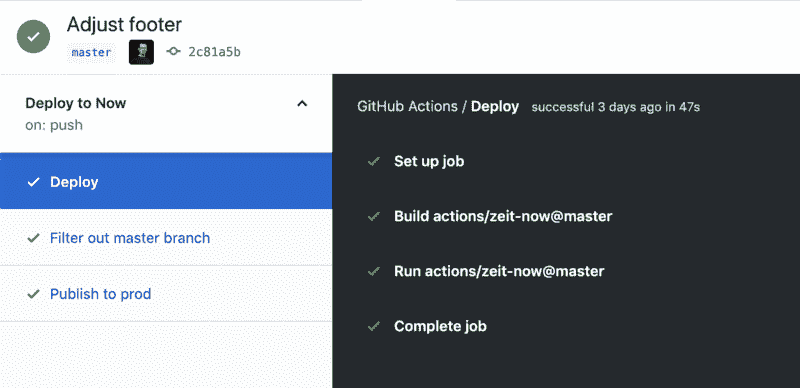 Adjust footer
master 2c81a5b
Deploy to Now
on: push
Deploy
Filter out master branch
Publish to prod
GitHub Actions / Deploy successful 3 days ago in 47s
Set up job
Build actions/zeit-now@master
Run actions/zeit-now@master
Complete job